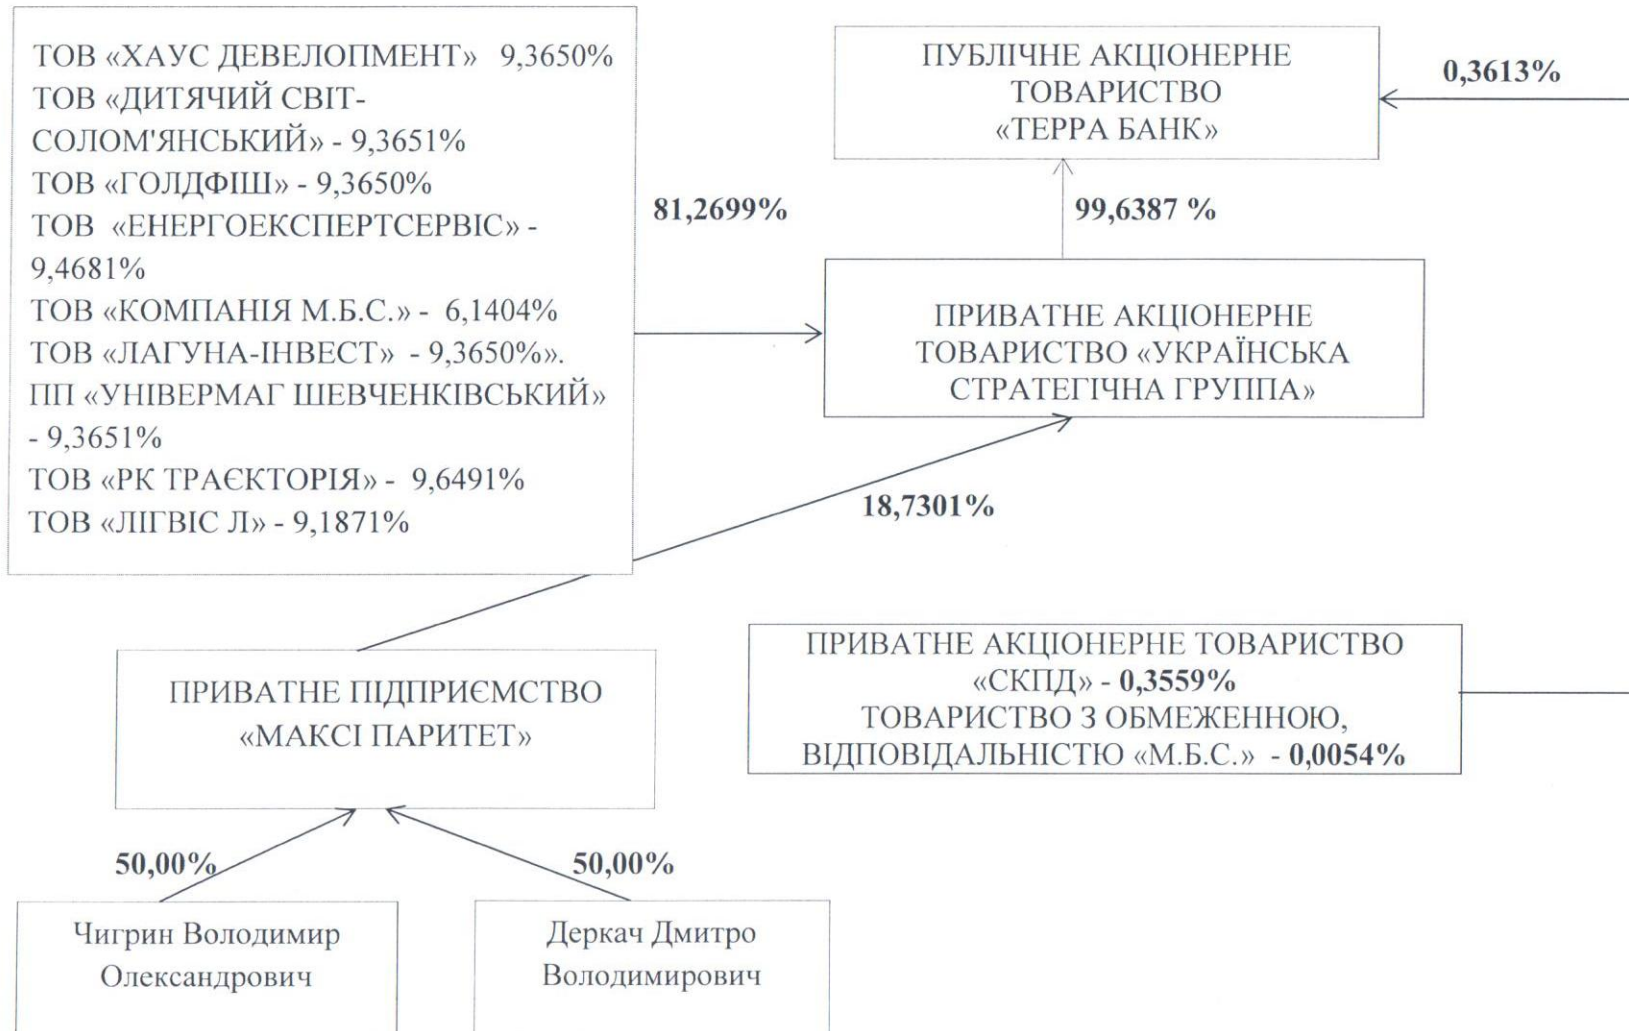 ТОВ «ХАУС ДЕВЕЛОПМЕНТ» 9,3650%
ТОВ «ДИТЯЧИЙ СВІТ-
СОЛОМ'ЯНСЬКИЙ» - 9,3651%
ТОВ «ГОЛДФІШ» - 9,3650%
ТОВ «ЕНЕРГОЕКСПЕРТСЕРВІС» -
9,4681%
ТОВ «КОМПАНІЯ М.Б.С.» - 6,1404%
ТОВ «ЛАГУНА-ІНВЕСТ» - 9,3650%».
ПП «УНІВЕРМАГ ШЕВЧЕНКІВСЬКИЙ»
- 9,3651%
ТОВ «РК ТРАЄКТОРІЯ» - 9,6491%
ТОВ «ЛІГВІС Л» - 9,1871%
81,2699%
ПУБЛІЧНЕ АКЦІОНЕРНЕ
ТОВАРИСТВО
«ТЕРРА БАНК»
0,3613%
99,6387 %
ПРИВАТНЕ АКЦІОНЕРНЕ
ТОВАРИСТВО «УКРАЇНСЬКА
СТРАТЕГІЧНА ГРУППА»
18,7301%
ПРИВАТНЕ ПІДПРИЄМСТВО
«МАКСІ ПАРИТЕТ»
ПРИВАТНЕ АКЦІОНЕРНЕ ТОВАРИСТВО
«СКПД» - 0,3559%
ТОВАРИСТВО З ОБМЕЖЕННОЮ,
ВІДПОВІДАЛЬНІСТЮ «М.Б.С.» - 0,0054%
50,00%
50,00%
Чигрин Володимир
Олександрович
Деркач Дмитро
Володимирович